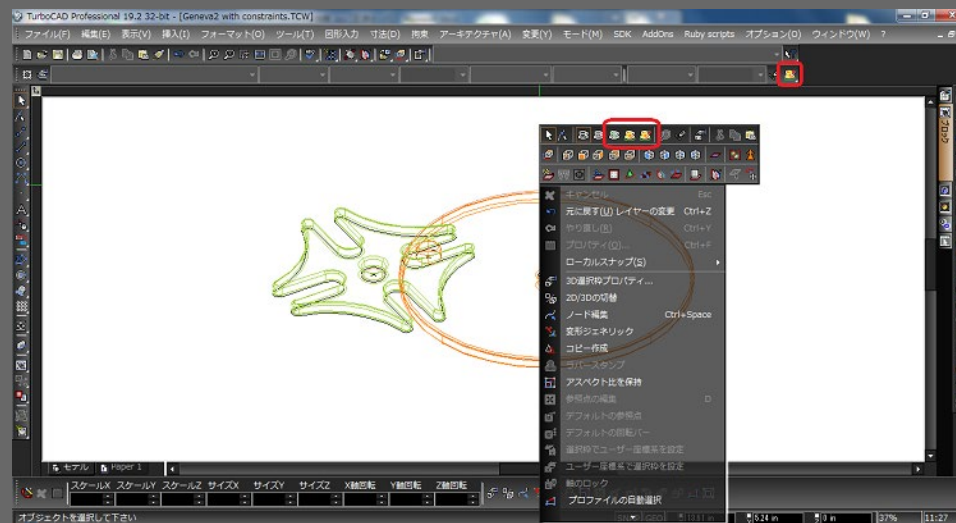 TurboCAD Professional 19.2 32-bit - [Geneva2 with constraints.TCW]
ファイル(F) 編集(E) 表示(V) 挿入(I) フォーマット(O) ツール(T) 図形入力 寸法(D) 拘束 アーキテクチャ(A) 変更(Y) モード(M) SDK AddOns Ruby scripts オプション(O) ウィンドウ(W) ?
ブロック
キャンセル Esc
元に戻す(U) レイヤーの変更 Ctrl+Z
やり直し(R) Ctrl+Y
プロパティ(Q)... Ctrl+F
ローカルスナップ(S)
3D選択枠プロパティ...
2D/3Dの切替
ノード編集 Ctrl+Space
変形ジェネリック
コピー作成
ラバースタンプ
アスペクト比を保持
参照点の編集 D
デフォルトの参照点
デフォルトの回転バー
選択枠でユーザー座標系を設定
ユーザー座標系で選択枠を設定
軸のロック
プロファイルの自動選択
モデル Paper 1
スケールX スケールY スケールZ サイズX サイズY サイズZ X軸回転 Y軸回転 Z軸回転
オブジェクトを選択して下さい SNAP GEO 6.24 in 0 in 37% 11:27